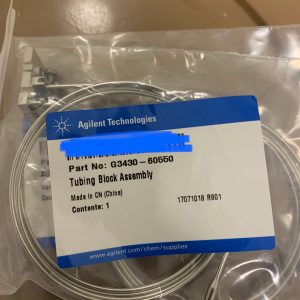 Agilent Technologies
Part No: G3430-60550
Tubing Block Assembly
Made in CN (China)
Contents: 1
17071018 R801
www.agilent.com/chem/supplies